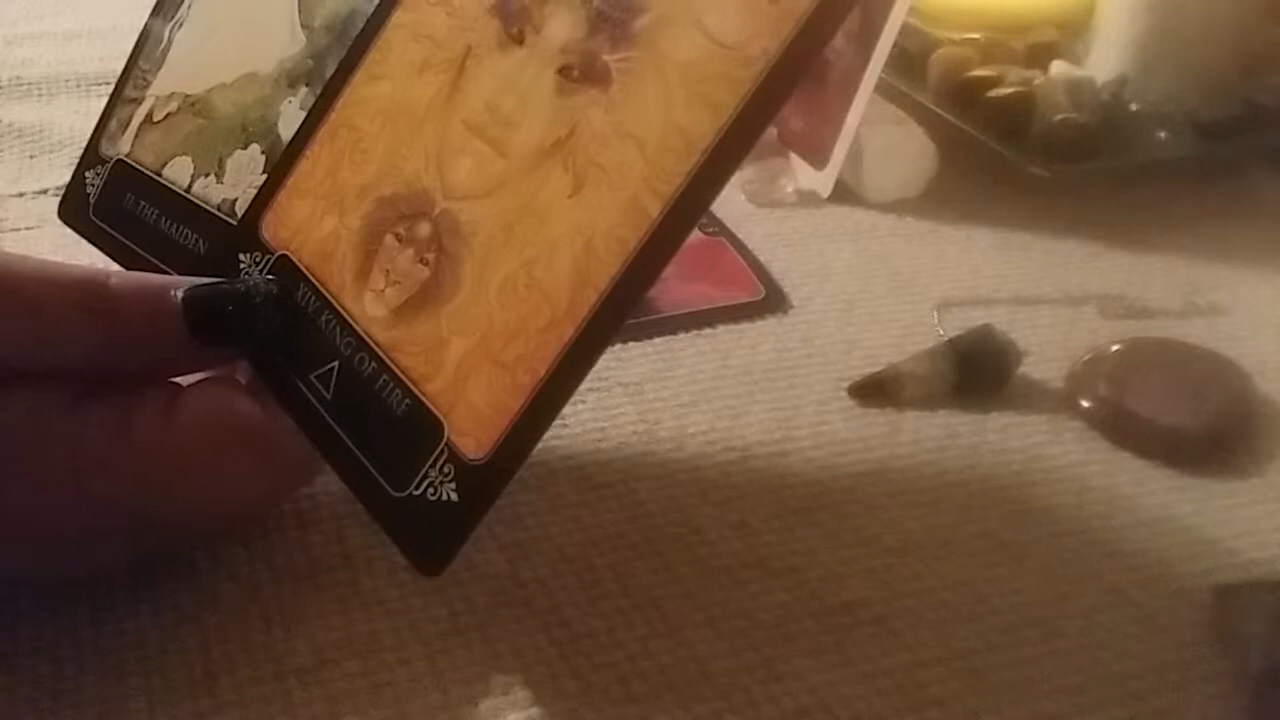 II. THE MAIDEN
XIV. KING OF FIRE